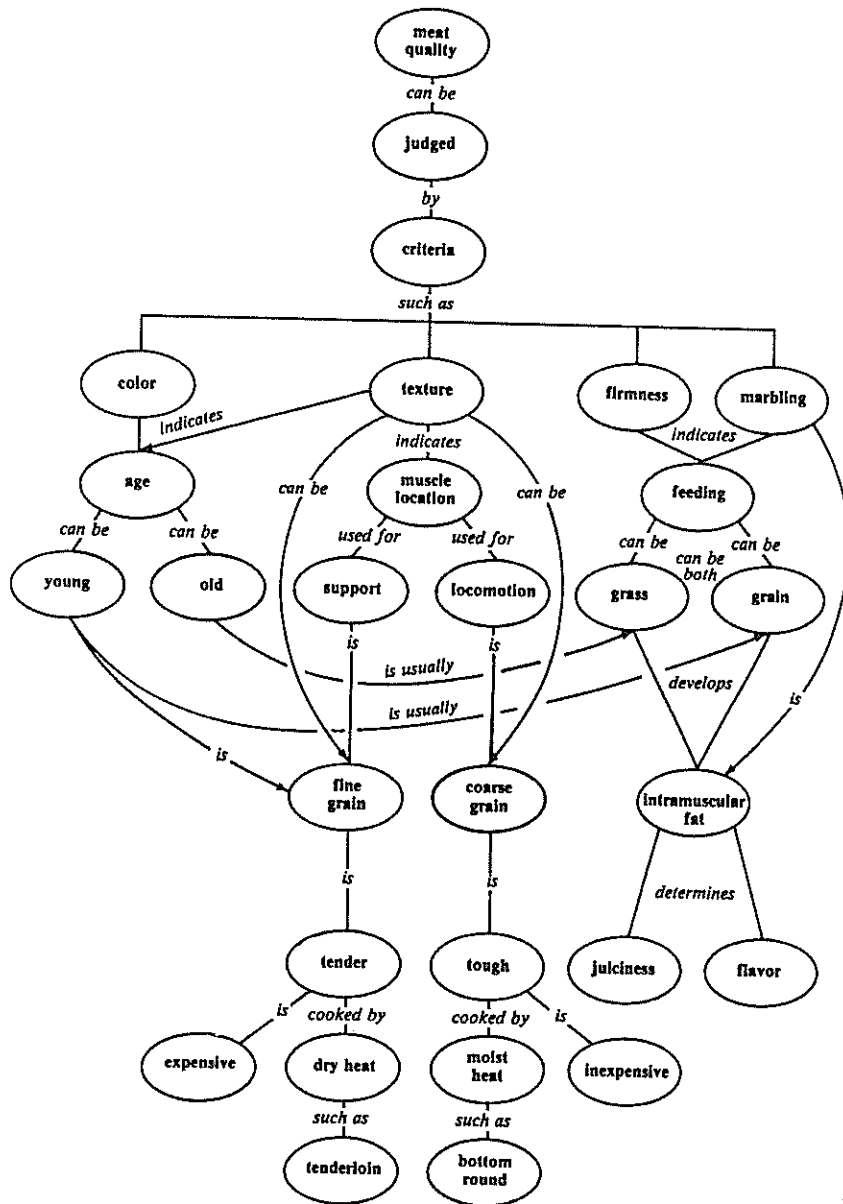 meat
quality
can be
judged
by
criteria
such as
color
texture
firmness
marbling
indicates
indicates
indicates
age
muscle
location
feeding
can be
can be
can be
can be
used for
used for
can be
can be
both
can be
young
old
support
locomotion
grass
grain
is
is
is usually
is usually
develops
is
is
fine
grain
coarse
grain
intramuscular
fat
is
is
determines
tender
tough
juiciness
flavor
is
cooked by
cooked by
is
expensive
dry heat
moist
heat
inexpensive
such as
such as
tenderloin
bottom
round